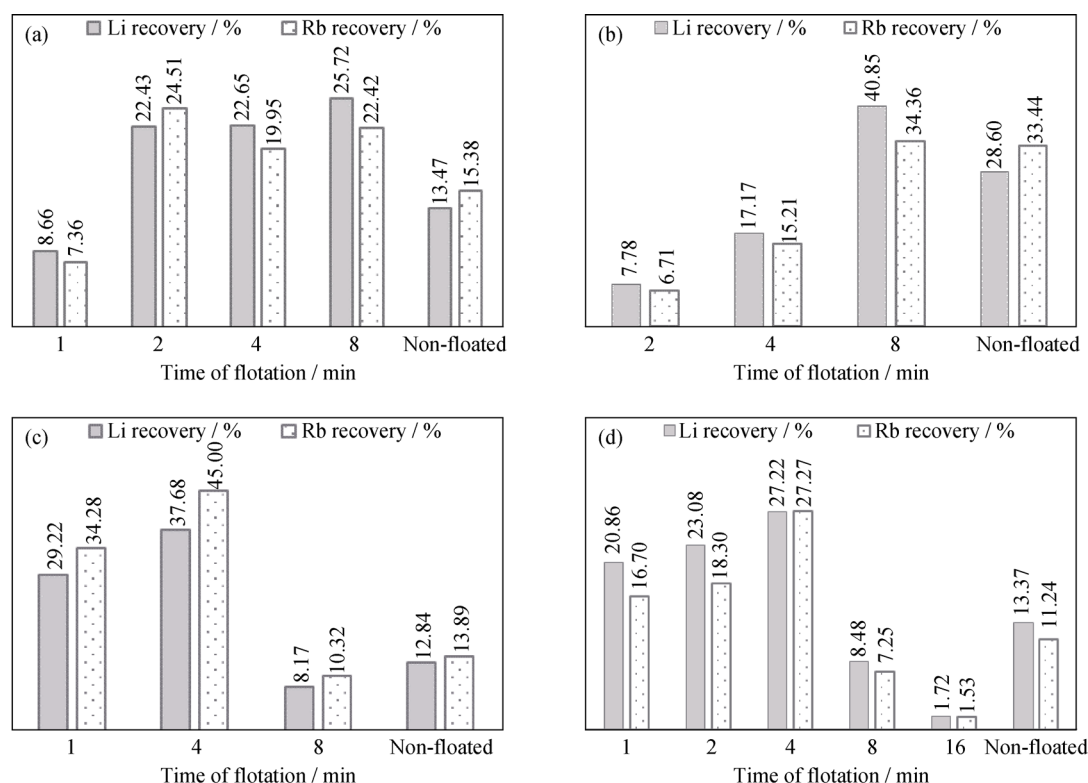 (a)
Li recovery / %
Rb recovery / %
8.66
7.36
22.43
24.51
22.65
19.95
25.72
22.42
13.47
15.38
1 2 4 8 Non-floated
Time of flotation / min
(b)
Li recovery / %
Rb recovery / %
7.78
6.71
17.17
15.21
40.85
34.36
28.60
33.44
2 4 8 Non-floated
Time of flotation / min
(c)
Li recovery / %
Rb recovery / %
29.22
34.28
37.68
45.00
8.17
10.32
12.84
13.89
1 4 8 Non-floated
Time of flotation / min
(d)
Li recovery / %
Rb recovery / %
20.86
16.70
23.08
18.30
27.22
27.27
8.48
7.25
1.72
1.53
13.37
11.24
1 2 4 8 16 Non-floated
Time of flotation / min